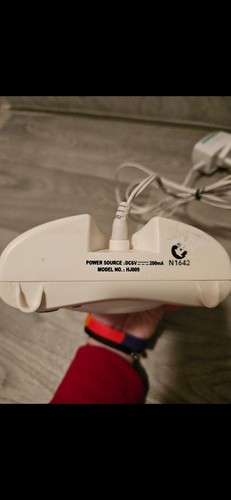 POWER SOURCE : DC6V ⎓ 200mA
MODEL NO. : HJ009
N1642